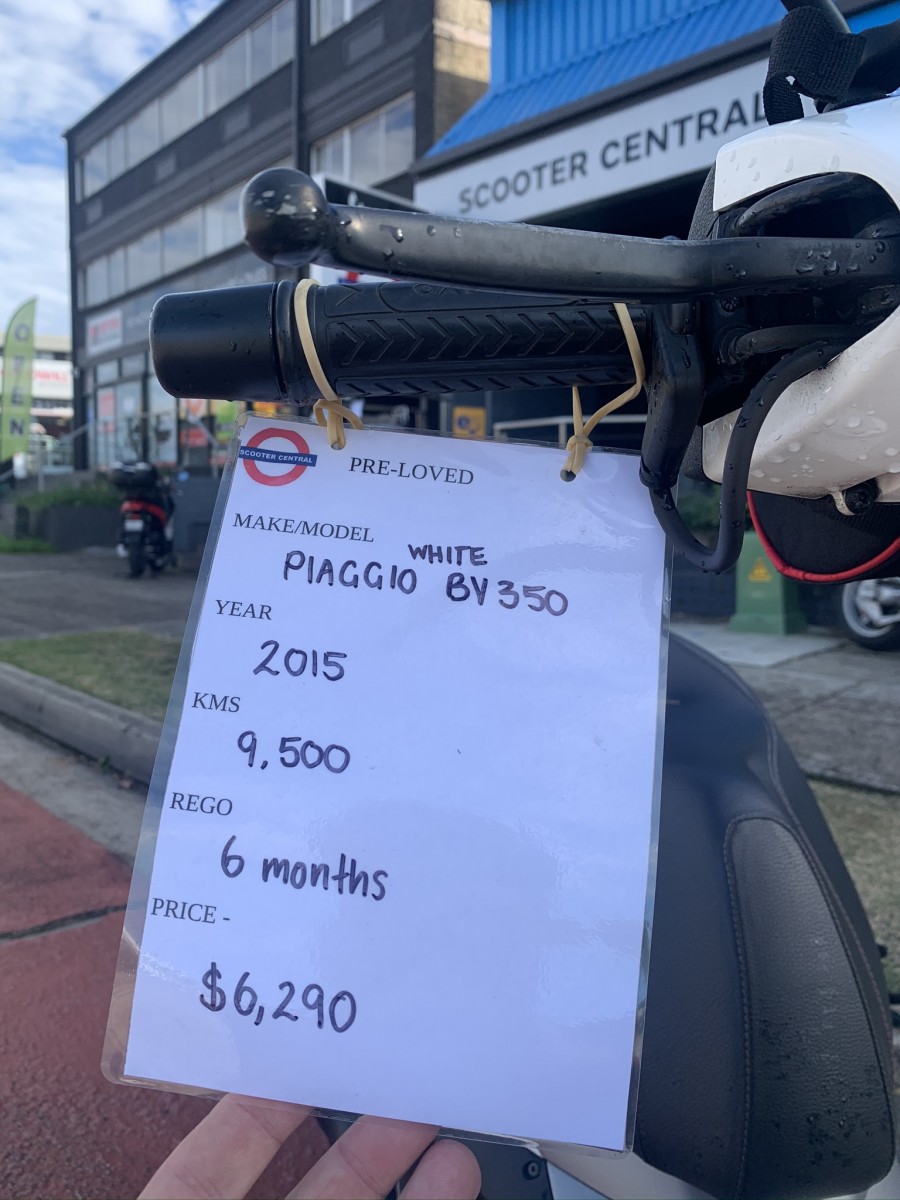 SCOOTER CENTRAL
OPEN
SCOOTER CENTRAL
PRE-LOVED
MAKE/MODEL
WHITE
PIAGGIO BV350
YEAR
2015
KMS
9,500
REGO
6 months
PRICE -
$6,290